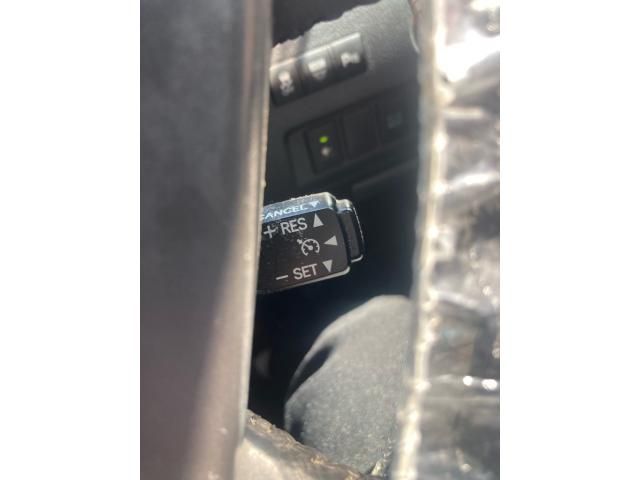 CANCEL ▼
+ RES ▲
◀
− SET ▼